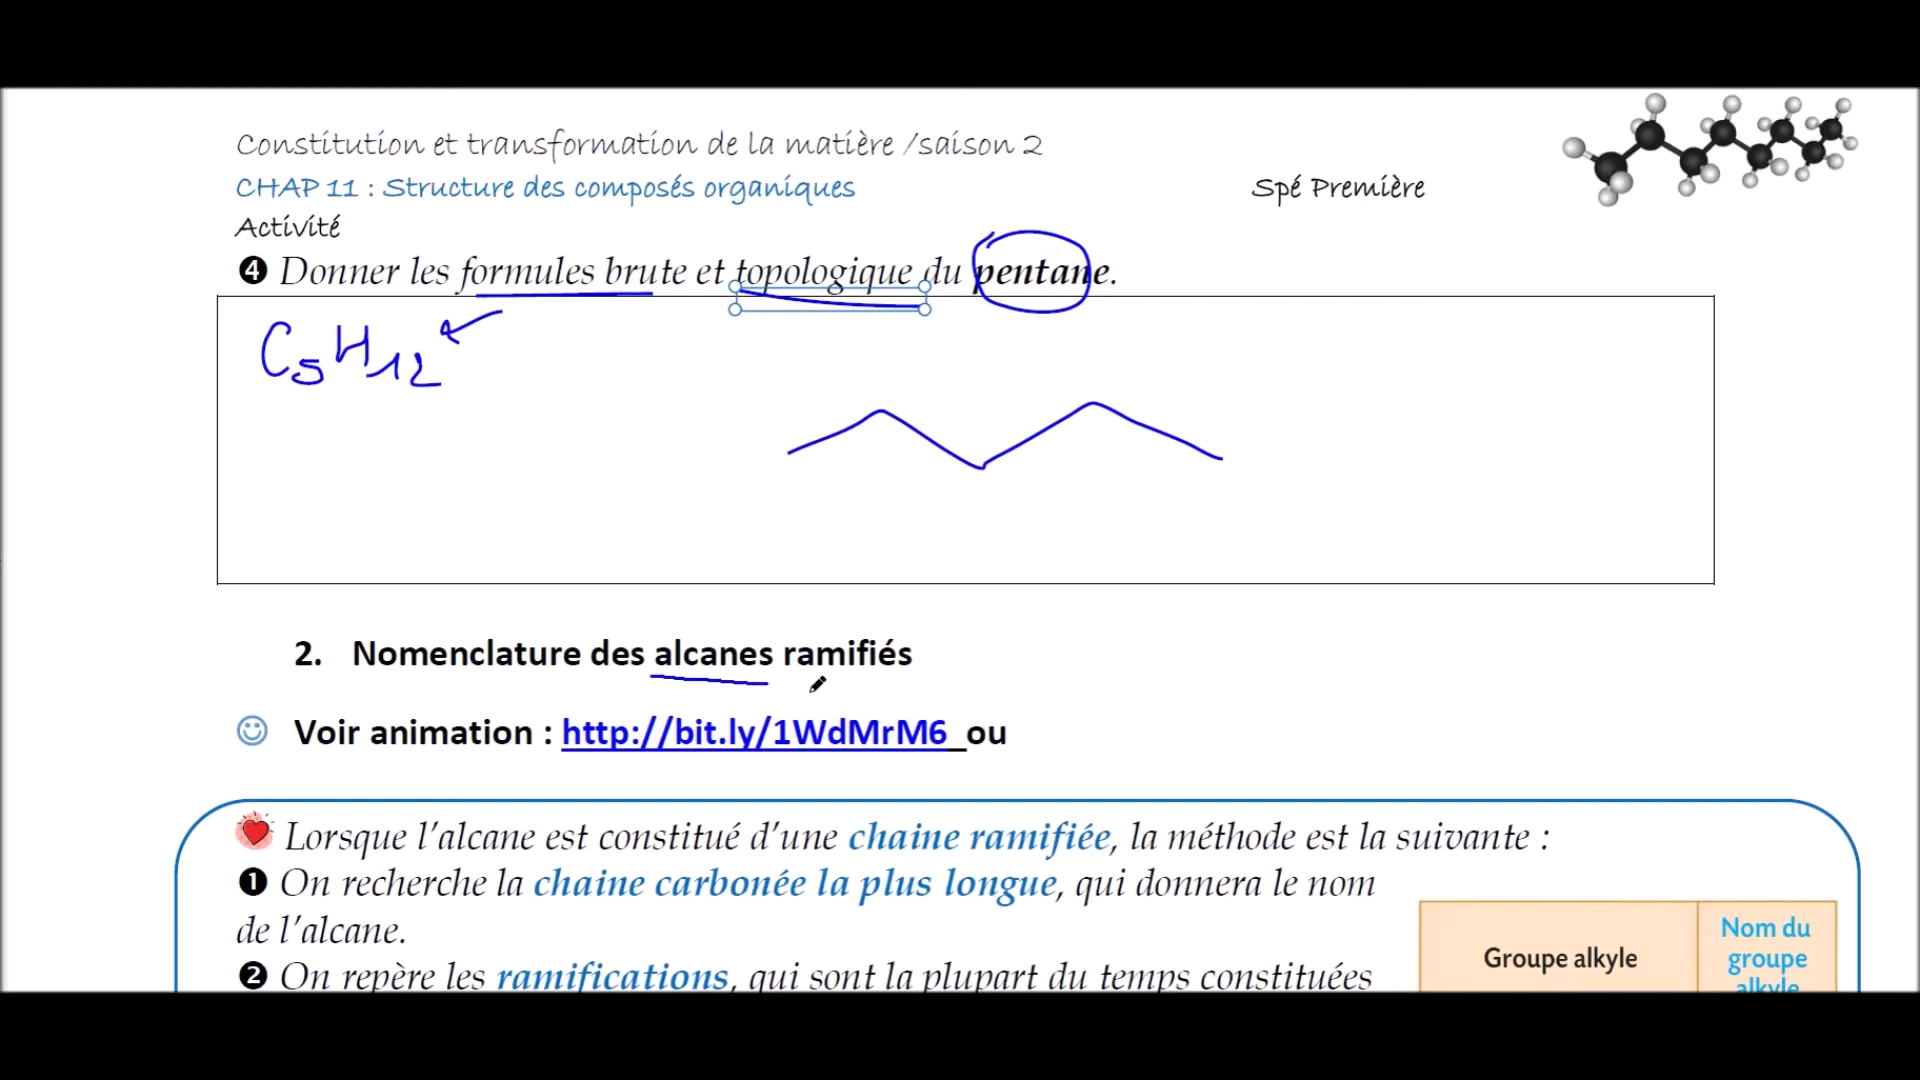 Constitution et transformation de la matière /saison 2
CHAP 11 : Structure des composés organiques
Spé Première
Activité
❹ Donner les formules brute et topologique du pentane.
C₅H₁₂
2. Nomenclature des alcanes ramifiés
☺ Voir animation : http://bit.ly/1WdMrM6 ou
Lorsque l'alcane est constitué d'une chaine ramifiée, la méthode est la suivante :
❶ On recherche la chaine carbonée la plus longue, qui donnera le nom
de l'alcane.
❷ On repère les ramifications, qui sont la plupart du temps constituées
Groupe alkyle
Nom du
groupe
alkyle